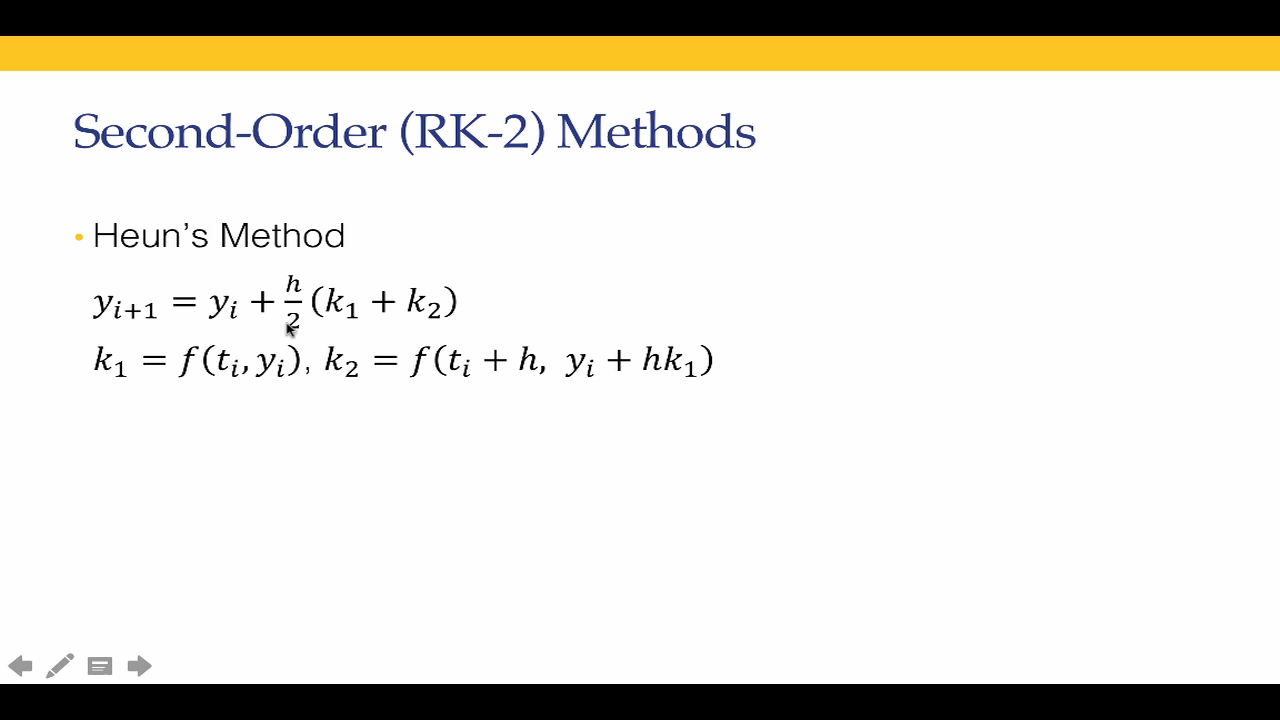 Second-Order (RK-2) Methods
• Heun's Method
y_{i+1} = y_i + \frac{h}{2}(k_1 + k_2)
k_1 = f(t_i, y_i), k_2 = f(t_i + h, y_i + hk_1)